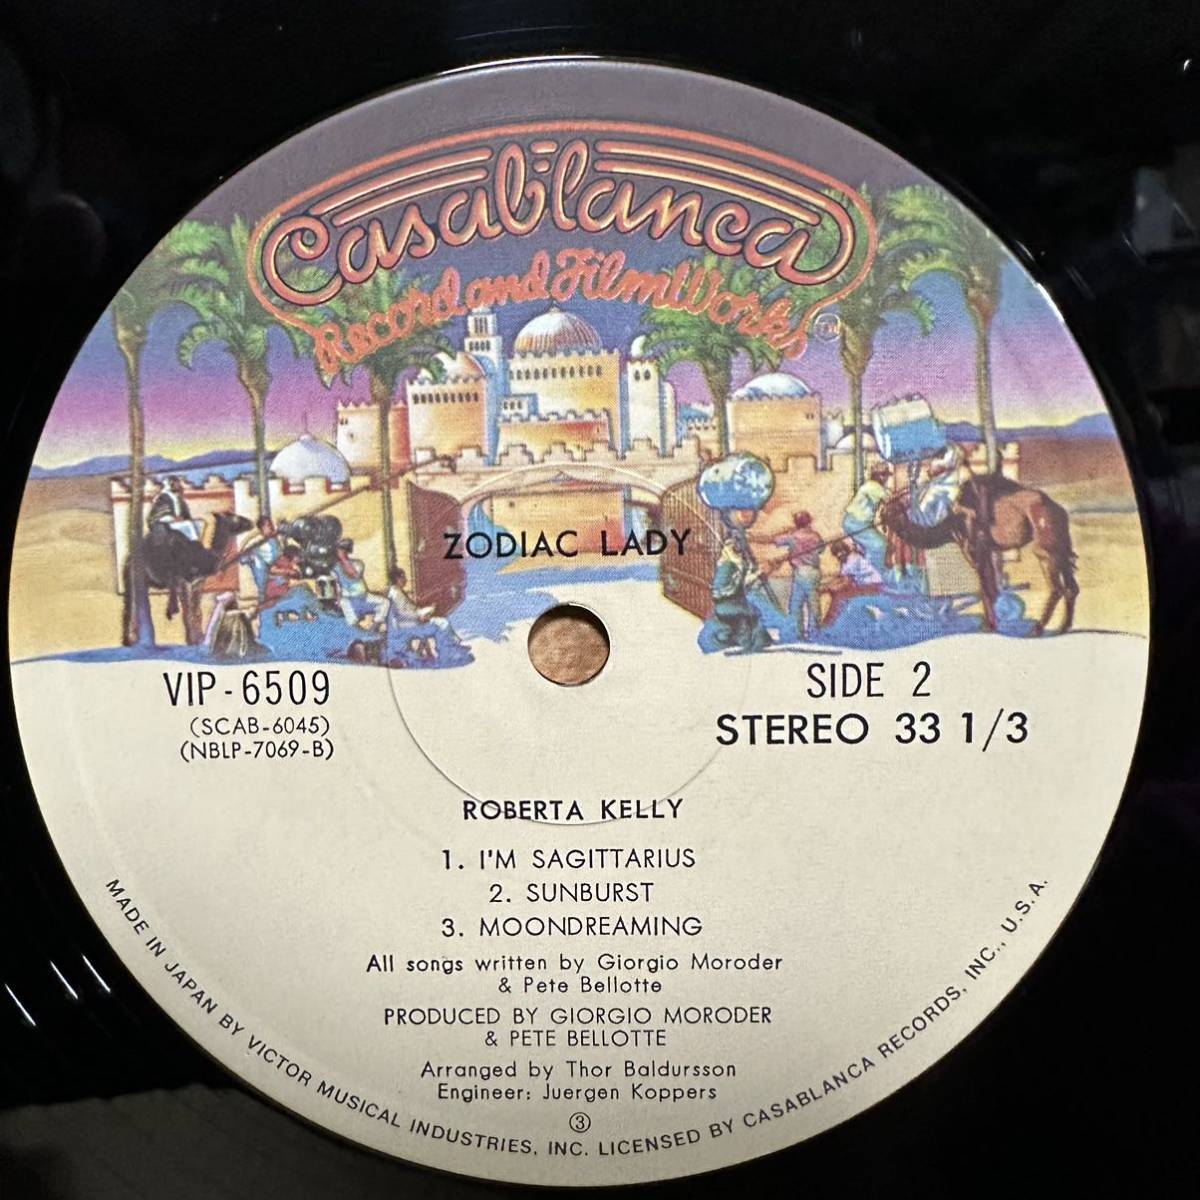 Casablanca
Record and FilmWorks
TM
ZODIAC LADY
VIP-6509
(SCAB-6045)
(NBLP-7069-B)
SIDE 2
STEREO 33 1/3
ROBERTA KELLY
1. I'M SAGITTARIUS
2. SUNBURST
3. MOONDREAMING
All songs written by Giorgio Moroder
& Pete Bellotte
PRODUCED BY GIORGIO MORODER
& PETE BELLOTTE
Arranged by Thor Baldursson
Engineer: Juergen Koppers
③
MADE IN JAPAN BY VICTOR MUSICAL INDUSTRIES, INC. LICENSED BY CASABLANCA RECORDS, INC., U.S.A.